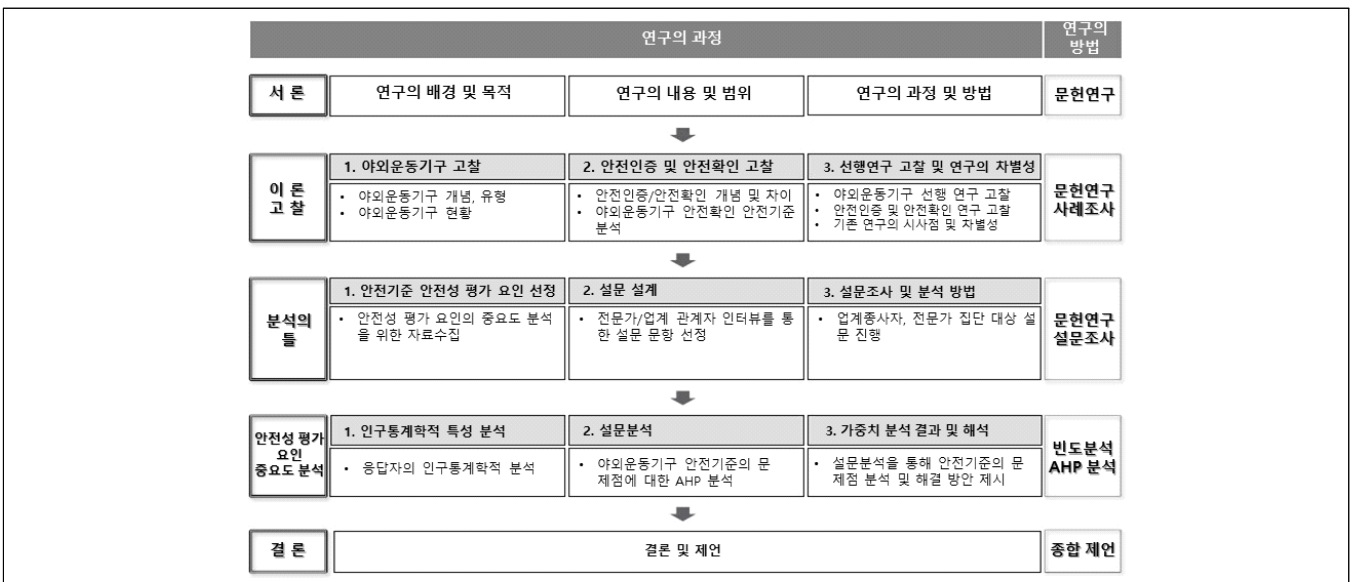 연구의 과정
연구의
방법
서 론
연구의 배경 및 목적
연구의 내용 및 범위
연구의 과정 및 방법
문헌연구
이 론
고 찰
1. 야외운동기구 고찰
• 야외운동기구 개념, 유형
• 야외운동기구 현황
2. 안전인증 및 안전확인 고찰
• 안전인증/안전확인 개념 및 차이
• 야외운동기구 안전확인 안전기준
분석
3. 선행연구 고찰 및 연구의 차별성
• 야외운동기구 선행 연구 고찰
• 안전인증 및 안전확인 연구 고찰
• 기존 연구의 시사점 및 차별성
문헌연구
사례조사
분석의
틀
1. 안전기준 안전성 평가 요인 선정
• 안전성 평가 요인의 중요도 분석
을 위한 자료수집
2. 설문 설계
• 전문가/업계 관계자 인터뷰를 통
한 설문 문항 선정
3. 설문조사 및 분석 방법
• 업계종사자, 전문가 집단 대상 설
문 진행
문헌연구
설문조사
안전성 평가
요인
중요도 분석
1. 인구통계학적 특성 분석
• 응답자의 인구통계학적 분석
2. 설문분석
• 야외운동기구 안전기준의 문
제점에 대한 AHP 분석
3. 가중치 분석 결과 및 해석
• 설문분석을 통해 안전기준의 문
제점 분석 및 해결 방안 제시
빈도분석
AHP 분석
결 론
결론 및 제언
종합 제언